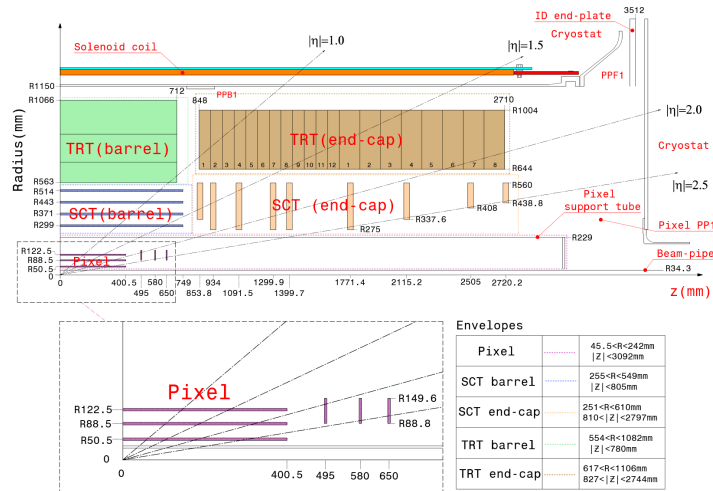 3512
ID end-plate
Cryostat
Solenoid coil
|η|=1.0
|η|=1.5
PPF1
R1150
712
PPB1
R1066
848
2710
R1004
|η|=2.0
TRT(barrel)
TRT(end-cap)
Radius(mm)
Cryostat
1 2 3 4 5 6 7 8 9 10 11 12 1 2 3 4 5 6 7 8
R644
R563
R560
|η|=2.5
R514
R443
R438.8
Pixel
support tube
SCT(barrel)
SCT (end-cap)
R408
R371
R337.6
R299
R275
Pixel PP1
R229
R122.5
R88.5
R50.5
Pixel
Beam-pipe
0
R34.3
0
400.5
580
749
934
1299.9
1771.4
2115.2
2505
2720.2
z(mm)
495
650
853.8
1091.5
1399.7
Envelopes
Pixel
45.5<R<242mm
|Z|<3092mm
SCT barrel
255<R<549mm
|Z|<805mm
SCT end-cap
251<R<610mm
810<|Z|<2797mm
TRT barrel
554<R<1082mm
|Z|<780mm
TRT end-cap
617<R<1106mm
827<|Z|<2744mm
Pixel
R149.6
R122.5
R88.5
R88.8
R50.5
0
0
400.5
495
580
650